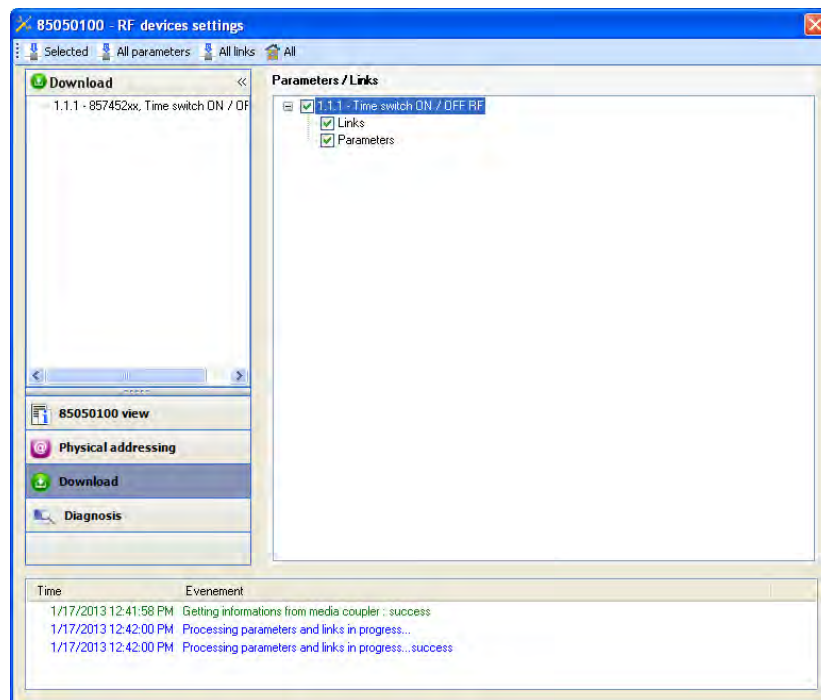 85050100 - RF devices settings
Selected All parameters All links All
Download
1.1.1 - 857452xx, Time switch ON / OF
85050100 view
Physical addressing
Download
Diagnosis
Parameters / Links
1.1.1 - Time switch ON / OFF RF
Links
Parameters
Time Evenement
1/17/2013 12:41:58 PM Getting informations from media coupler : success
1/17/2013 12:42:00 PM Processing parameters and links in progress...
1/17/2013 12:42:00 PM Processing parameters and links in progress...success